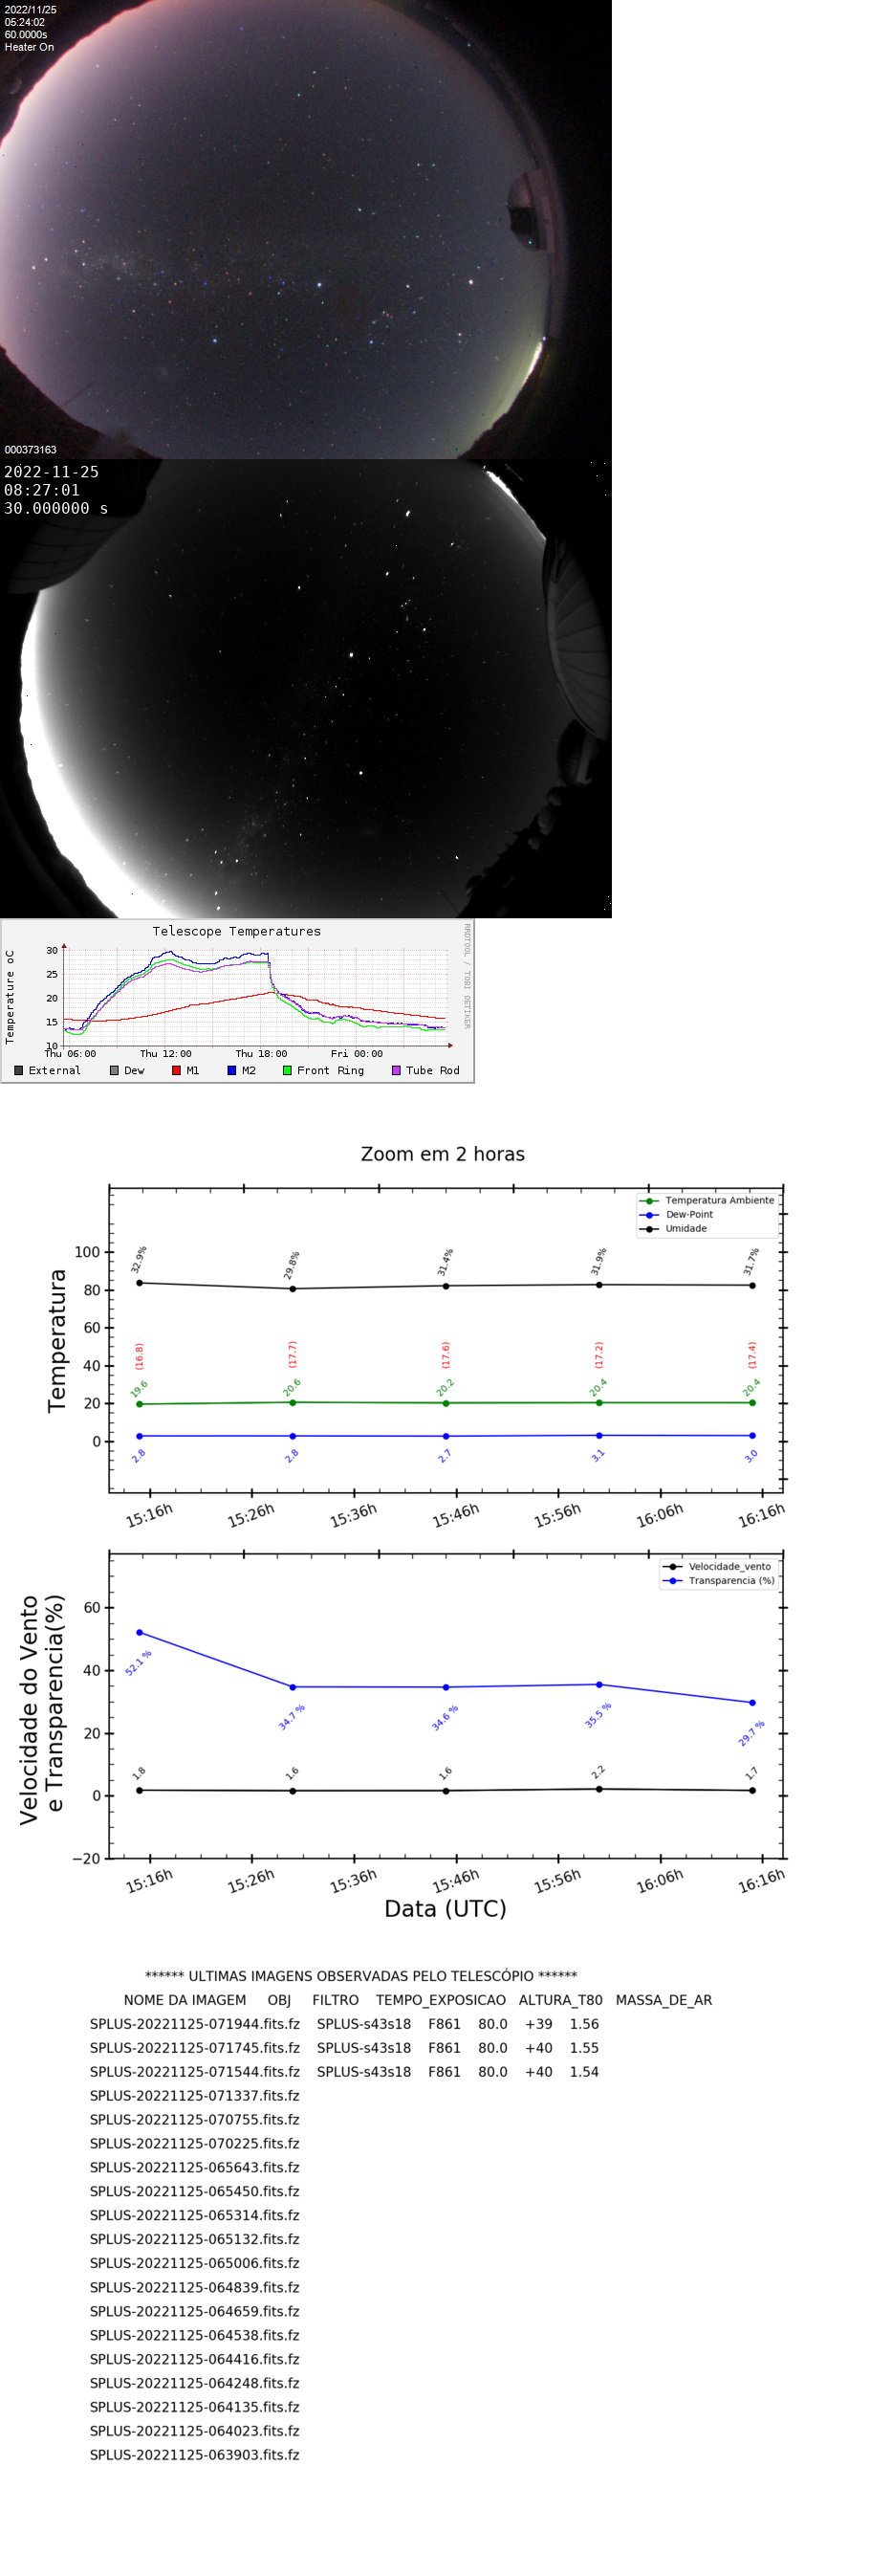 2022/11/25
05:24:02
60.0000s
Heater On
000373163
2022-11-25
08:27:01
30.000000 s
Telescope Temperatures
RRDTOOL / TOBI OETIKER
Temperature oC
30
25
20
15
10
Thu 06:00 Thu 12:00 Thu 18:00 Fri 00:00
External Dew M1 M2 Front Ring Tube Rod
Zoom em 2 horas
Temperatura Ambiente
Dew-Point
Umidade
Temperatura
100
80
60
40
20
0
32.9% 29.8% 31.4% 31.9% 31.7%
(16.8) (17.7) (17.6) (17.2) (17.4)
19.6 20.6 20.2 20.4 20.4
2.8 2.8 2.7 3.1 3.0
15:16h 15:26h 15:36h 15:46h 15:56h 16:06h 16:16h
Velocidade_vento
Transparencia (%)
Velocidade do Vento
e Transparencia(%)
60
40
20
0
−20
52.1 % 34.7 % 34.6 % 35.5 % 29.7 %
1.8 1.6 1.6 2.2 1.7
15:16h 15:26h 15:36h 15:46h 15:56h 16:06h 16:16h
Data (UTC)
****** ULTIMAS IMAGENS OBSERVADAS PELO TELESCÓPIO ******
NOME DA IMAGEM OBJ FILTRO TEMPO_EXPOSICAO ALTURA_T80 MASSA_DE_AR
SPLUS-20221125-071944.fits.fz SPLUS-s43s18 F861 80.0 +39 1.56
SPLUS-20221125-071745.fits.fz SPLUS-s43s18 F861 80.0 +40 1.55
SPLUS-20221125-071544.fits.fz SPLUS-s43s18 F861 80.0 +40 1.54
SPLUS-20221125-071337.fits.fz
SPLUS-20221125-070755.fits.fz
SPLUS-20221125-070225.fits.fz
SPLUS-20221125-065643.fits.fz
SPLUS-20221125-065450.fits.fz
SPLUS-20221125-065314.fits.fz
SPLUS-20221125-065132.fits.fz
SPLUS-20221125-065006.fits.fz
SPLUS-20221125-064839.fits.fz
SPLUS-20221125-064659.fits.fz
SPLUS-20221125-064538.fits.fz
SPLUS-20221125-064416.fits.fz
SPLUS-20221125-064248.fits.fz
SPLUS-20221125-064135.fits.fz
SPLUS-20221125-064023.fits.fz
SPLUS-20221125-063903.fits.fz